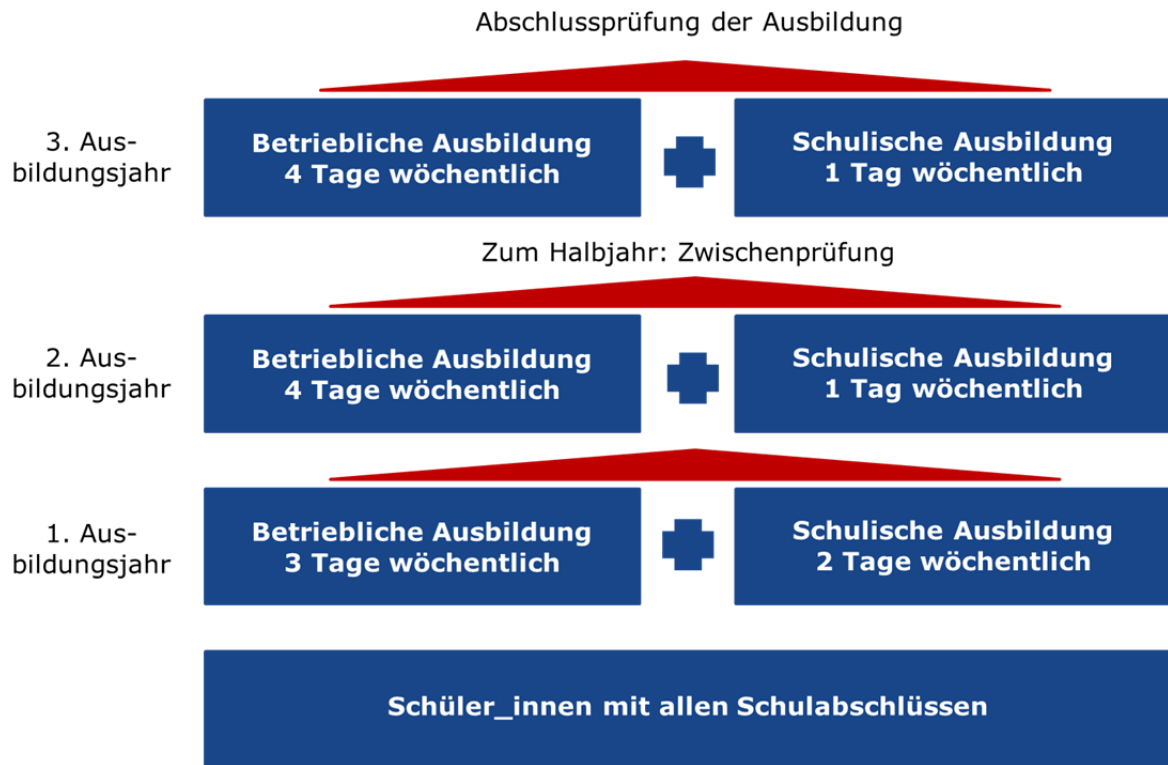 Abschlussprüfung der Ausbildung
3. Aus-
bildungsjahr
Betriebliche Ausbildung
4 Tage wöchentlich
Schulische Ausbildung
1 Tag wöchentlich
Zum Halbjahr: Zwischenprüfung
2. Aus-
bildungsjahr
Betriebliche Ausbildung
4 Tage wöchentlich
Schulische Ausbildung
1 Tag wöchentlich
1. Aus-
bildungsjahr
Betriebliche Ausbildung
3 Tage wöchentlich
Schulische Ausbildung
2 Tage wöchentlich
Schüler_innen mit allen Schulabschlüssen